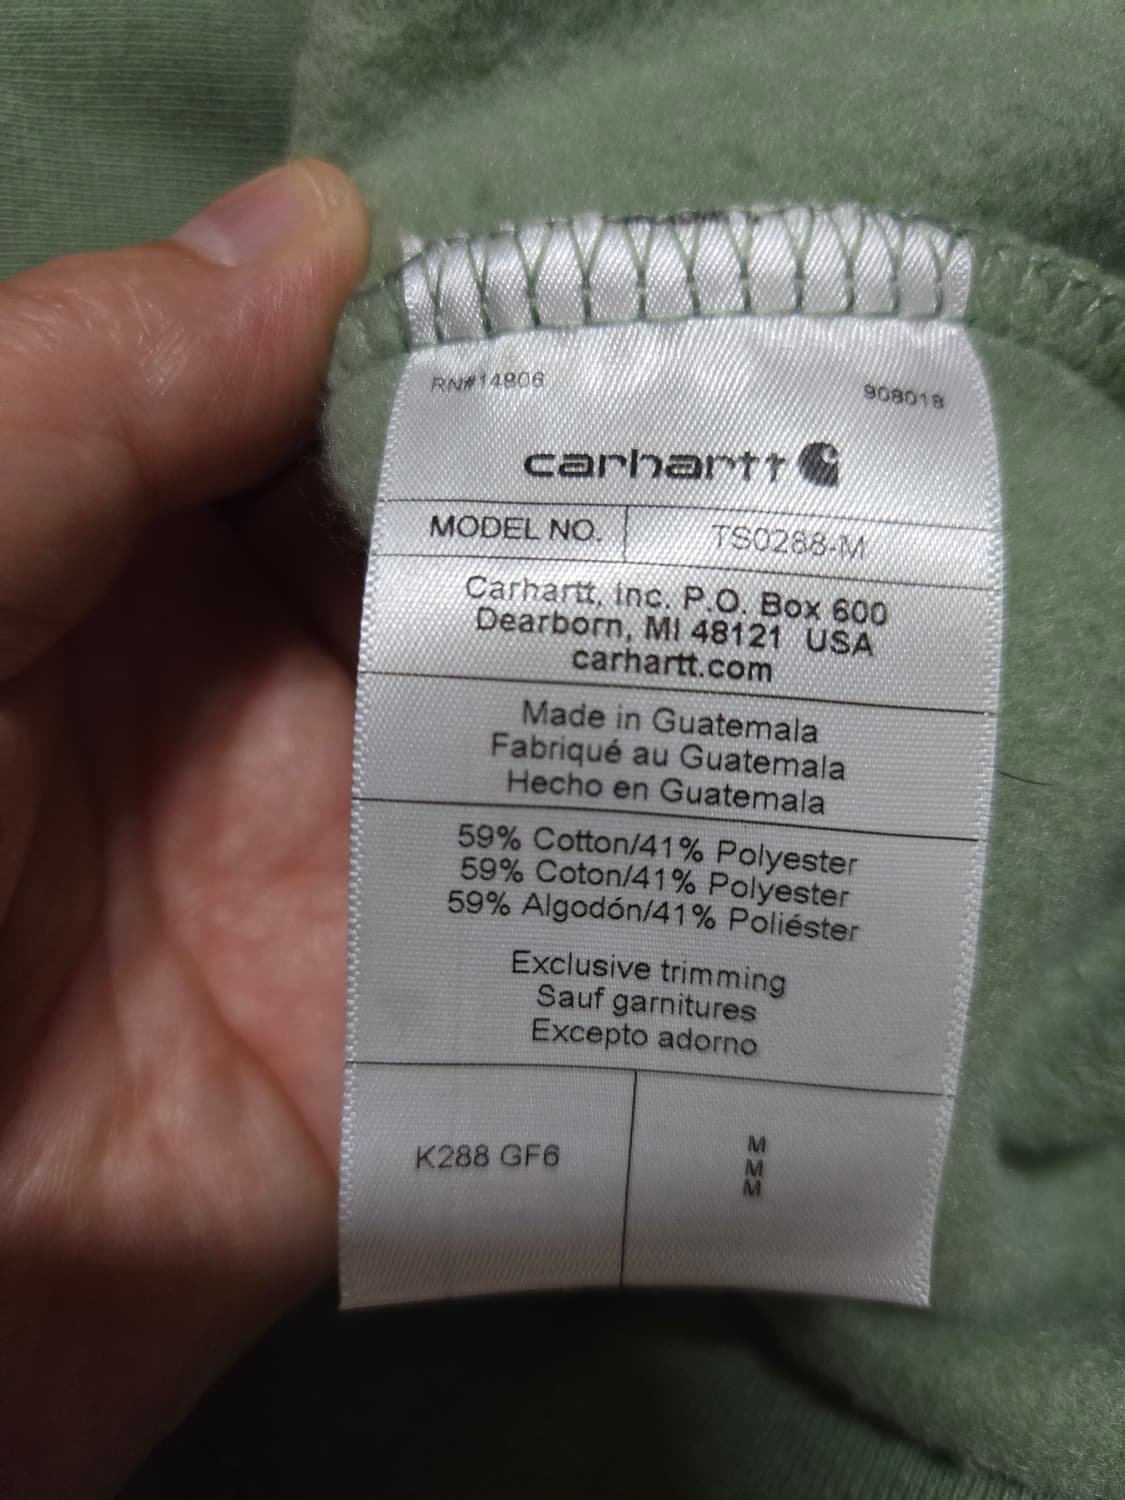 RN#14806 908018
carhartt
MODEL NO. TS0288-M
Carhartt, Inc. P.O. Box 600
Dearborn, MI 48121 USA
carhartt.com
Made in Guatemala
Fabriqué au Guatemala
Hecho en Guatemala
59% Cotton/41% Polyester
59% Coton/41% Polyester
59% Algodón/41% Poliéster
Exclusive trimming
Sauf garnitures
Excepto adorno
K288 GF6
M
M
M